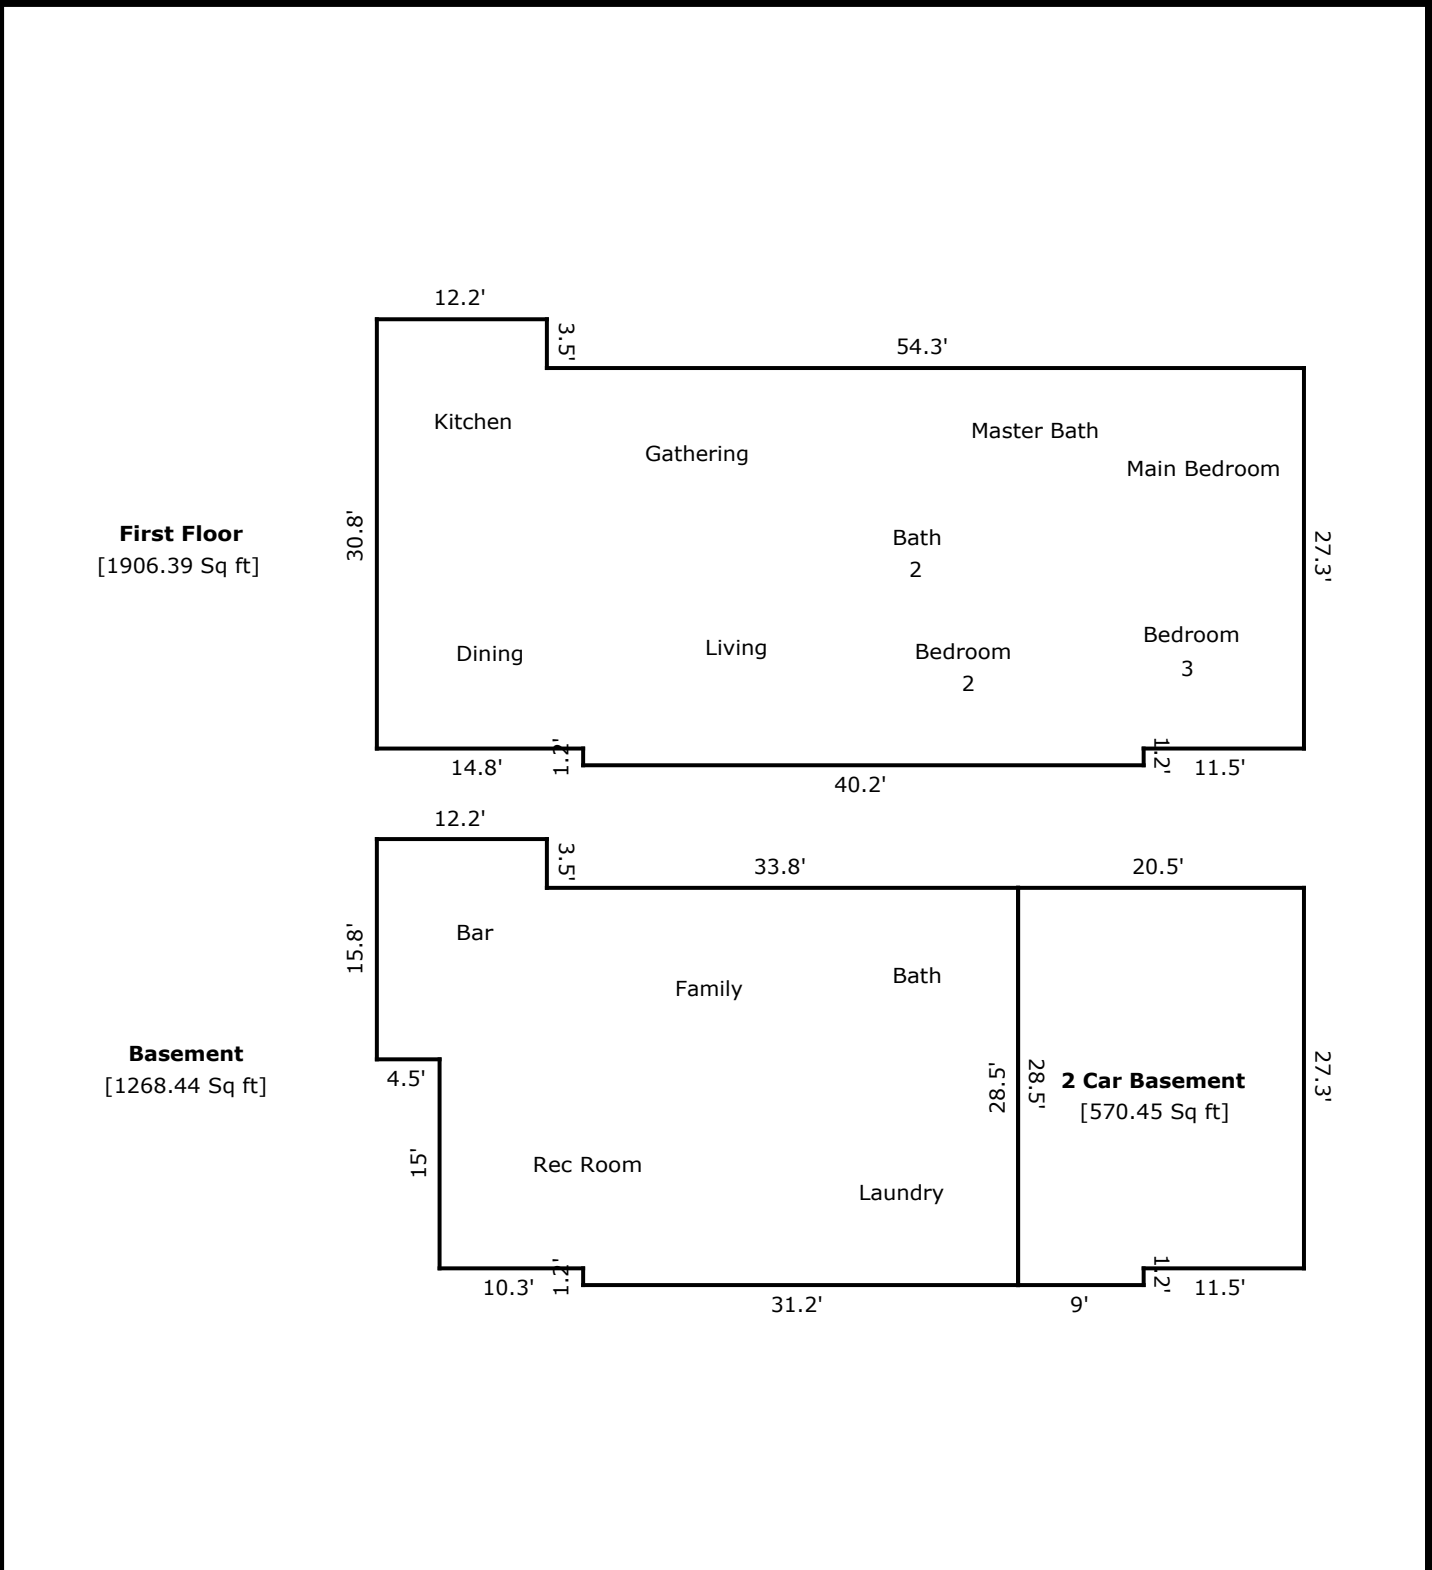 12.2'
3.5'
54.3'
Kitchen
Gathering
Master Bath
Main Bedroom
First Floor
[1906.39 Sq ft]
30.8'
Bath
2
27.3'
Dining
Living
Bedroom
2
Bedroom
3
14.8'
1.2'
40.2'
1.2'
11.5'
12.2'
3.5'
33.8'
20.5'
15.8'
Bar
Family
Bath
Basement
[1268.44 Sq ft]
4.5'
28.5'
28.5'
2 Car Basement
[570.45 Sq ft]
27.3'
15'
Rec Room
Laundry
10.3'
1.2'
31.2'
9'
1.2'
11.5'